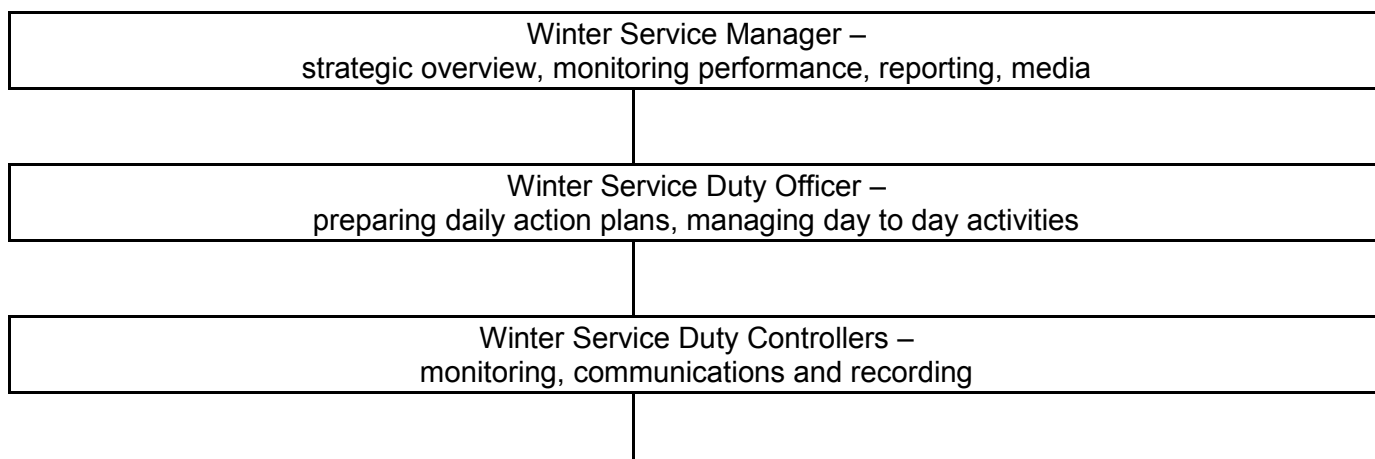 Winter Service Manager –
strategic overview, monitoring performance, reporting, media
Winter Service Duty Officer –
preparing daily action plans, managing day to day activities
Winter Service Duty Controllers –
monitoring, communications and recording